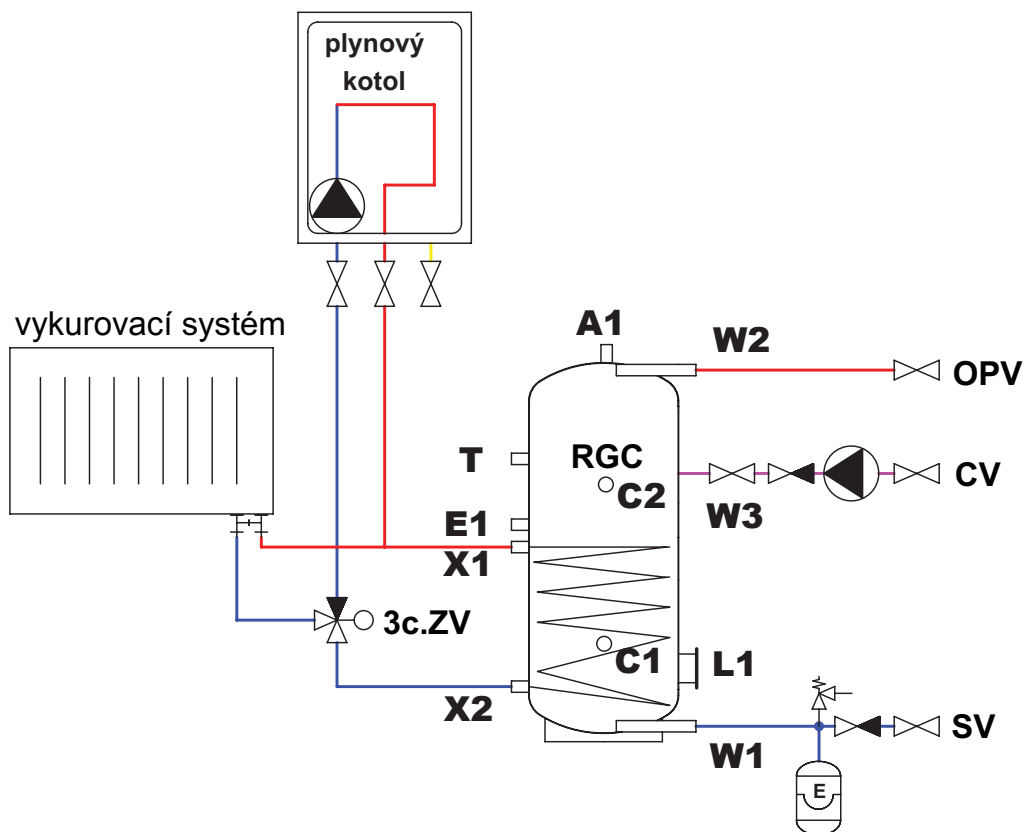 plynový
kotol
vykurovací systém
A1
W2
OPV
T
RGC
C2
CV
W3
E1
X1
3c.ZV
C1
L1
X2
W1
SV
E